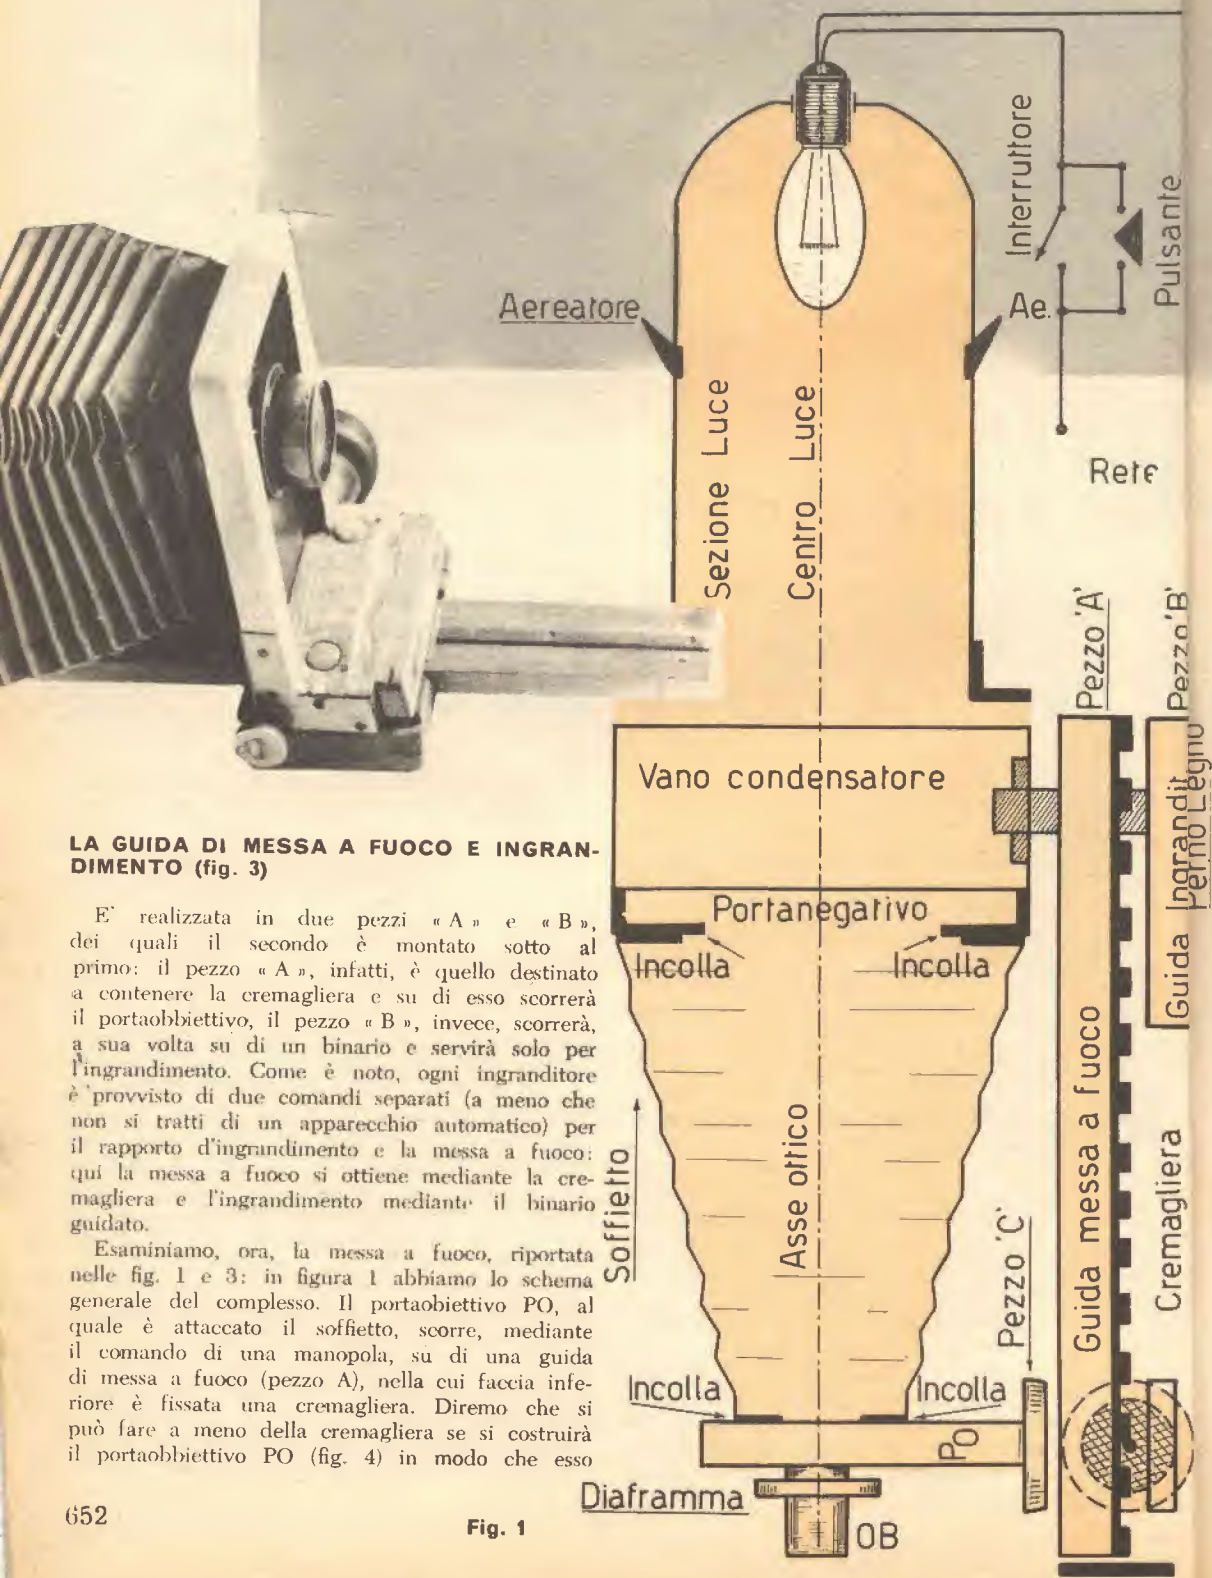 Interruttore
Pulsante
Aereatore
Ae.
Sezione Luce
Centro Luce
Rete
Pezzo 'A'
Pezzo 'B'
Vano condensatore
Perno Legno
Guida Ingrandit
Portanegativo
Incolla
Incolla
LA GUIDA DI MESSA A FUOCO E INGRAN-
DIMENTO (fig. 3)
E' realizzata in due pezzi « A » e « B »,
dei quali il secondo è montato sotto al
primo: il pezzo « A », infatti, è quello destinato
a contenere la cremagliera e su di esso scorrerà
il portaobbiettivo, il pezzo « B », invece, scorrerà,
a sua volta su di un binario e servirà solo per
l'ingrandimento. Come è noto, ogni ingranditore
è provvisto di due comandi separati (a meno che
non si tratti di un apparecchio automatico) per
il rapporto d'ingrandimento e la messa a fuoco:
qui la messa a fuoco si ottiene mediante la cre-
magliera e l'ingrandimento mediante il binario
guidato.
Esaminiamo, ora, la messa a fuoco, riportata
nelle fig. 1 e 3: in figura 1 abbiamo lo schema
generale del complesso. Il portaobiettivo PO, al
quale è attaccato il soffietto, scorre, mediante
il comando di una manopola, su di una guida
di messa a fuoco (pezzo A), nella cui faccia infe-
riore è fissata una cremagliera. Diremo che si
può fare a meno della cremagliera se si costruirà
il portaobbiettivo PO (fig. 4) in modo che esso
Soffietto
Asse ottico
Pezzo 'C'
Guida messa a fuoco
Cremagliera
Incolla
Incolla
PO
Diaframma
OB
652
Fig. 1